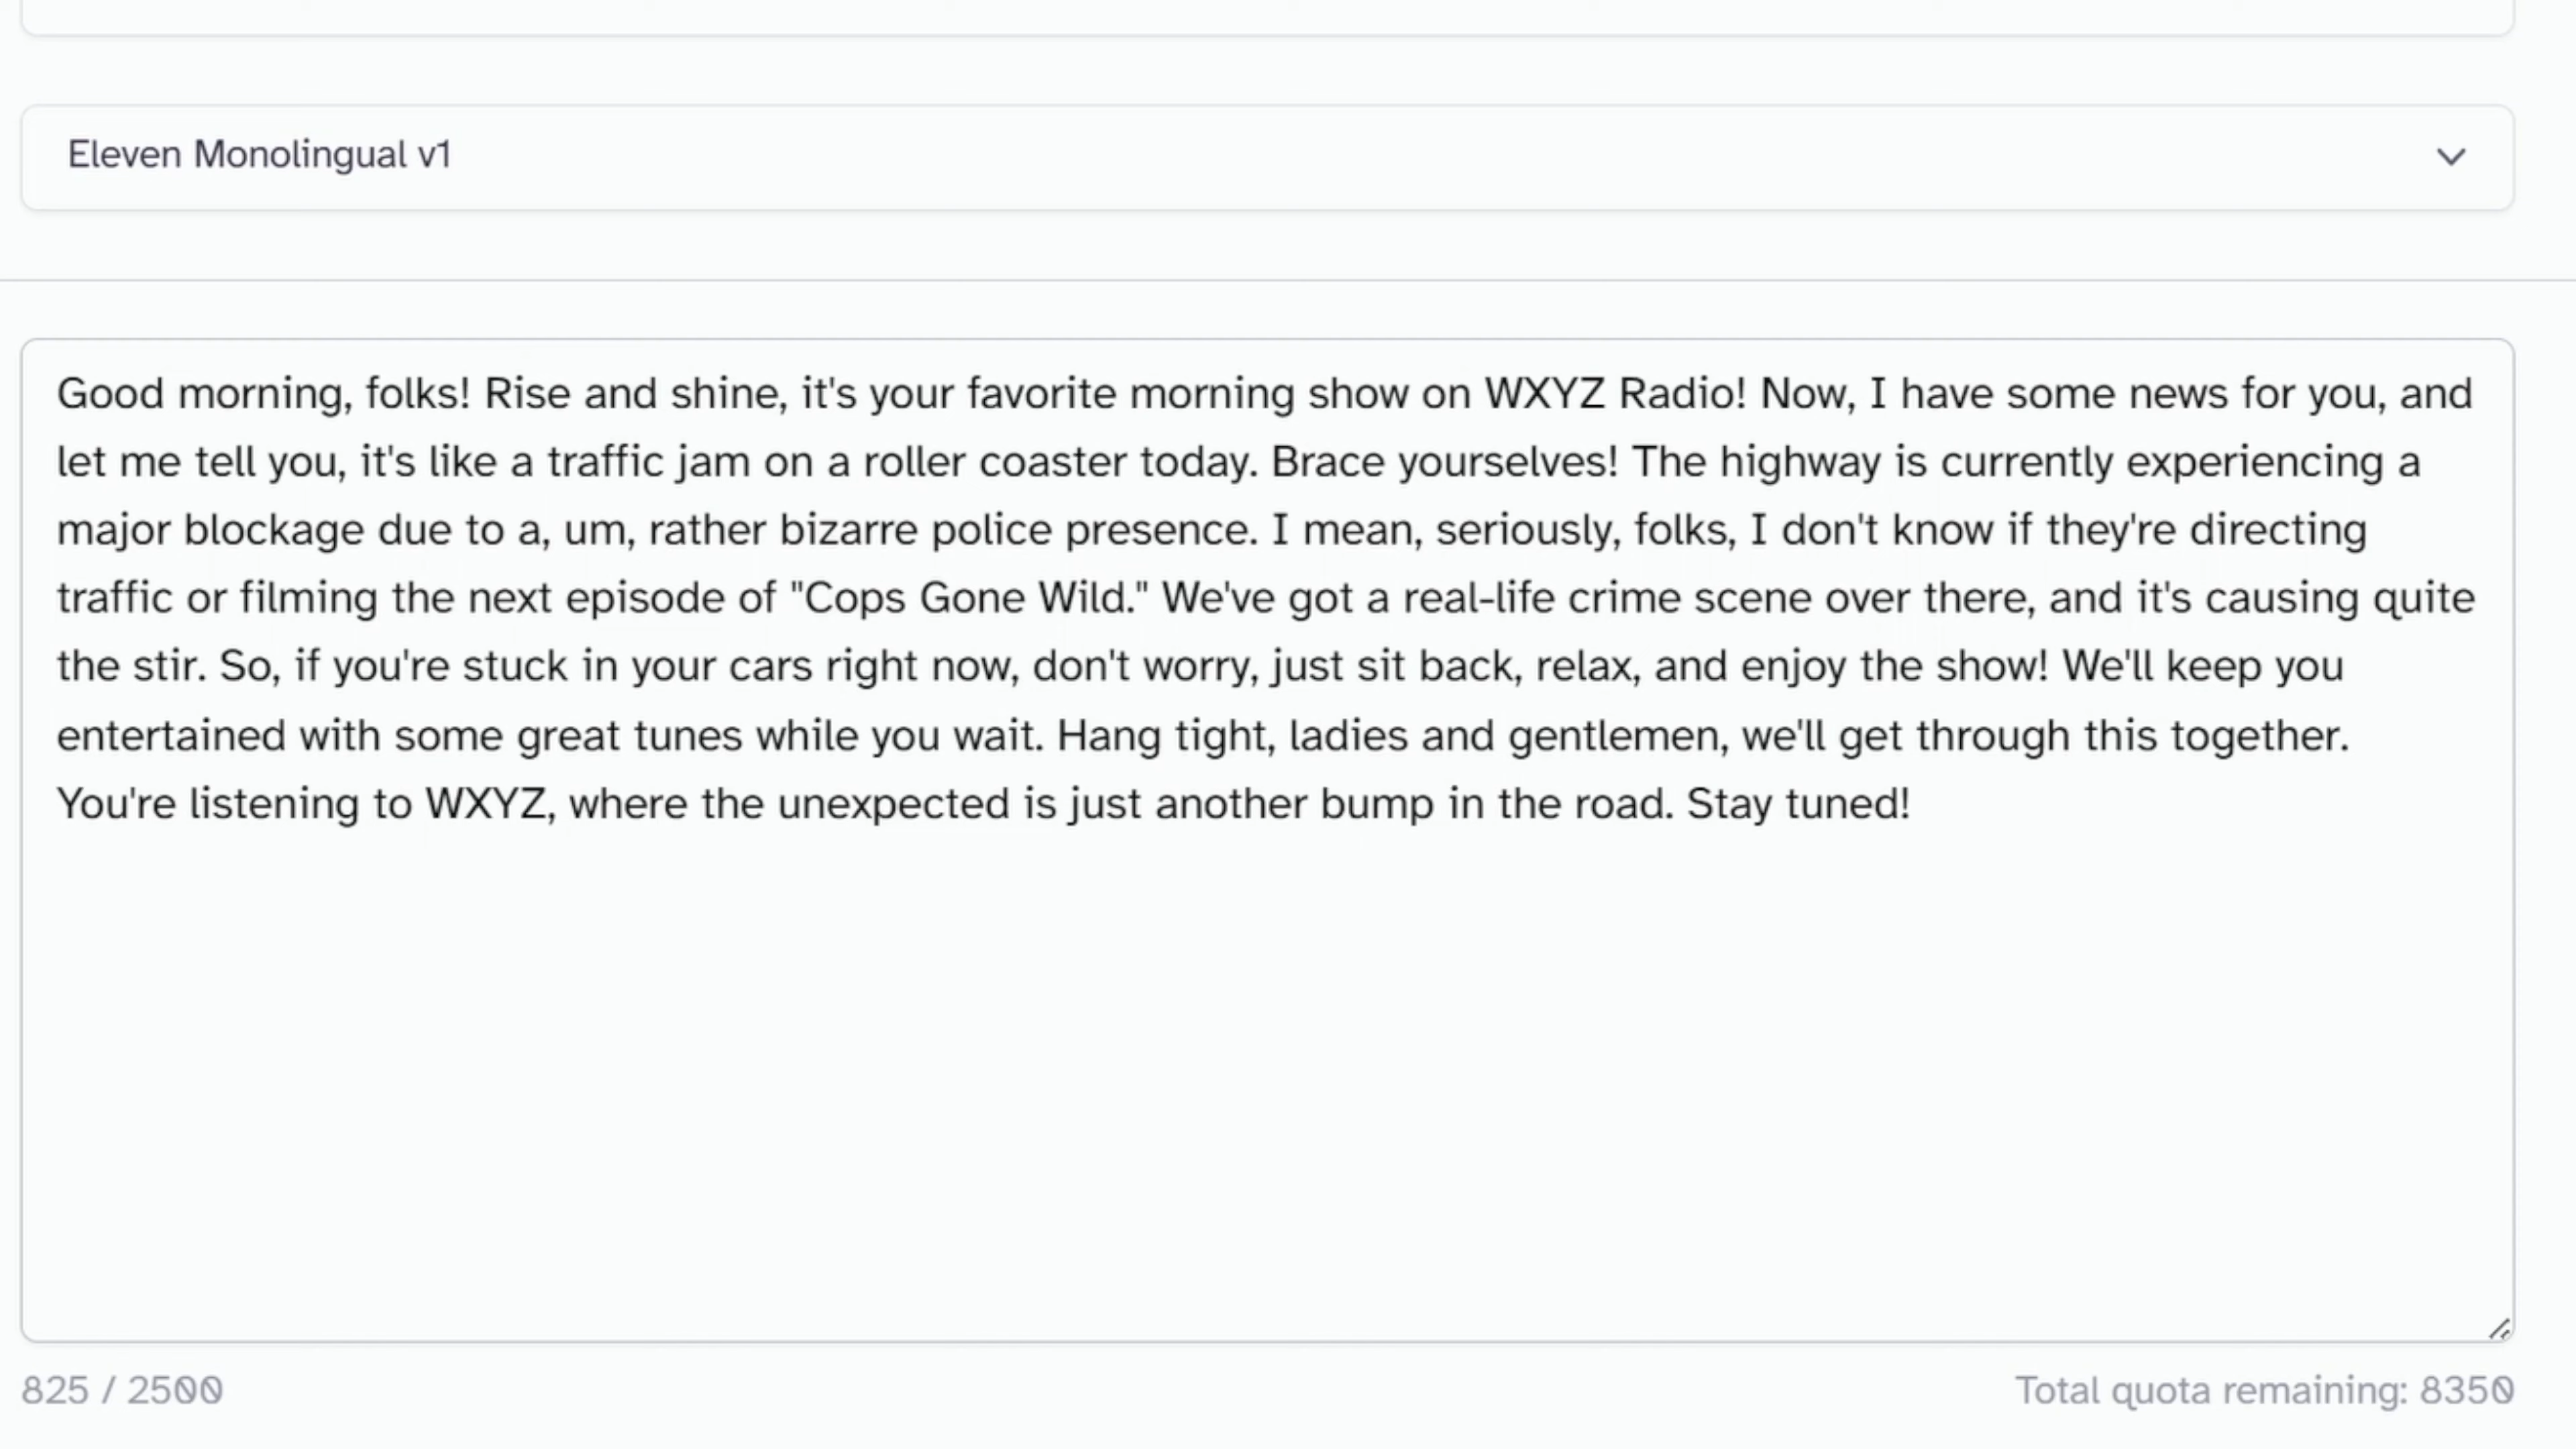 Eleven Monolingual v1
Good morning, folks! Rise and shine, it's your favorite morning show on WXYZ Radio! Now, I have some news for you, and
let me tell you, it's like a traffic jam on a roller coaster today. Brace yourselves! The highway is currently experiencing a
major blockage due to a, um, rather bizarre police presence. I mean, seriously, folks, I don't know if they're directing
traffic or filming the next episode of "Cops Gone Wild." We've got a real-life crime scene over there, and it's causing quite
the stir. So, if you're stuck in your cars right now, don't worry, just sit back, relax, and enjoy the show! We'll keep you
entertained with some great tunes while you wait. Hang tight, ladies and gentlemen, we'll get through this together.
You're listening to WXYZ, where the unexpected is just another bump in the road. Stay tuned!
825 / 2500
Total quota remaining: 8350